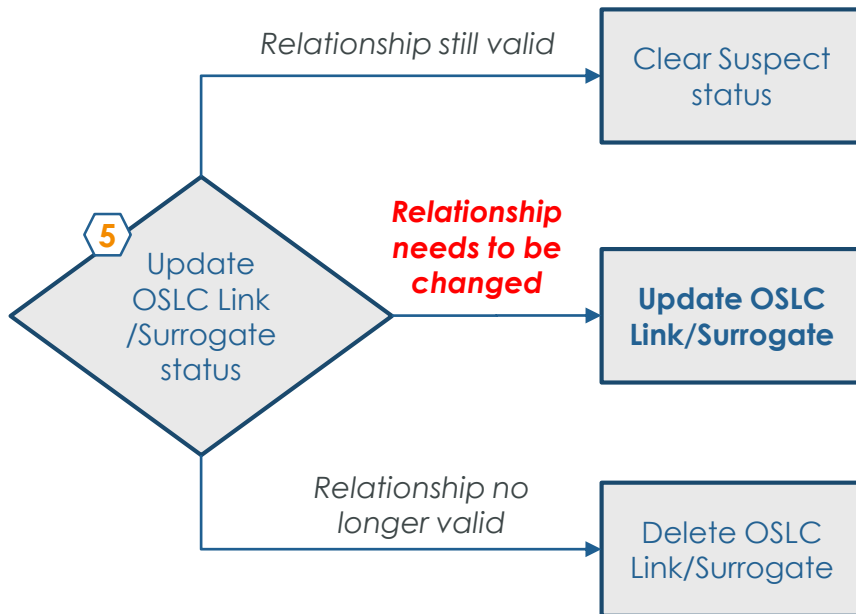 Relationship still valid
Clear Suspect
status
5
Update
OSLC Link
/Surrogate
status
Relationship
needs to be
changed
Update OSLC
Link/Surrogate
Relationship no
longer valid
Delete OSLC
Link/Surrogate